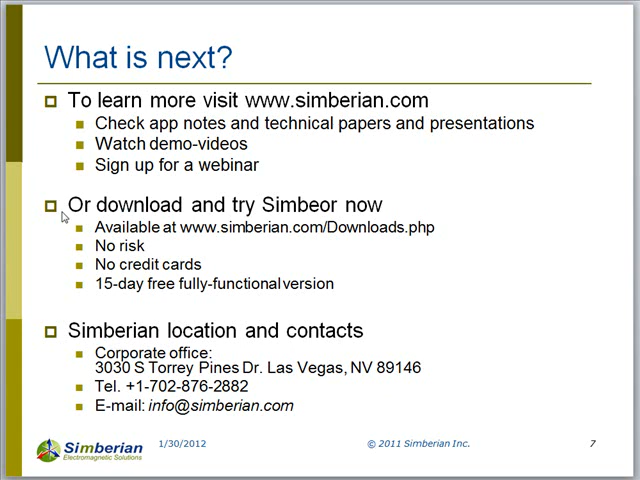 What is next?
To learn more visit www.simberian.com
Check app notes and technical papers and presentations
Watch demo-videos
Sign up for a webinar
Or download and try Simbeor now
Available at www.simberian.com/Downloads.php
No risk
No credit cards
15-day free fully-functional version
Simberian location and contacts
Corporate office:
3030 S Torrey Pines Dr. Las Vegas, NV 89146
Tel. +1-702-876-2882
E-mail: info@simberian.com
Simberian
Electromagnetic Solutions
1/30/2012
© 2011 Simberian Inc.
7